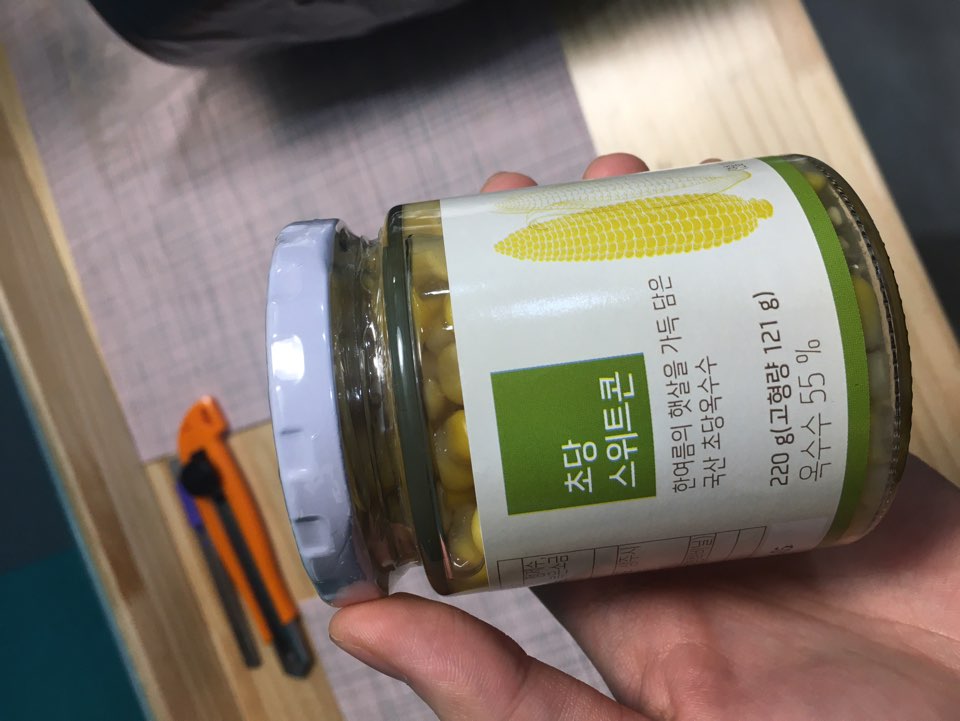 초당
스위트콘
한여름의 햇살을 가득 담은
국산 초당옥수수
220 g(고형량 121 g)
옥수수 55 %